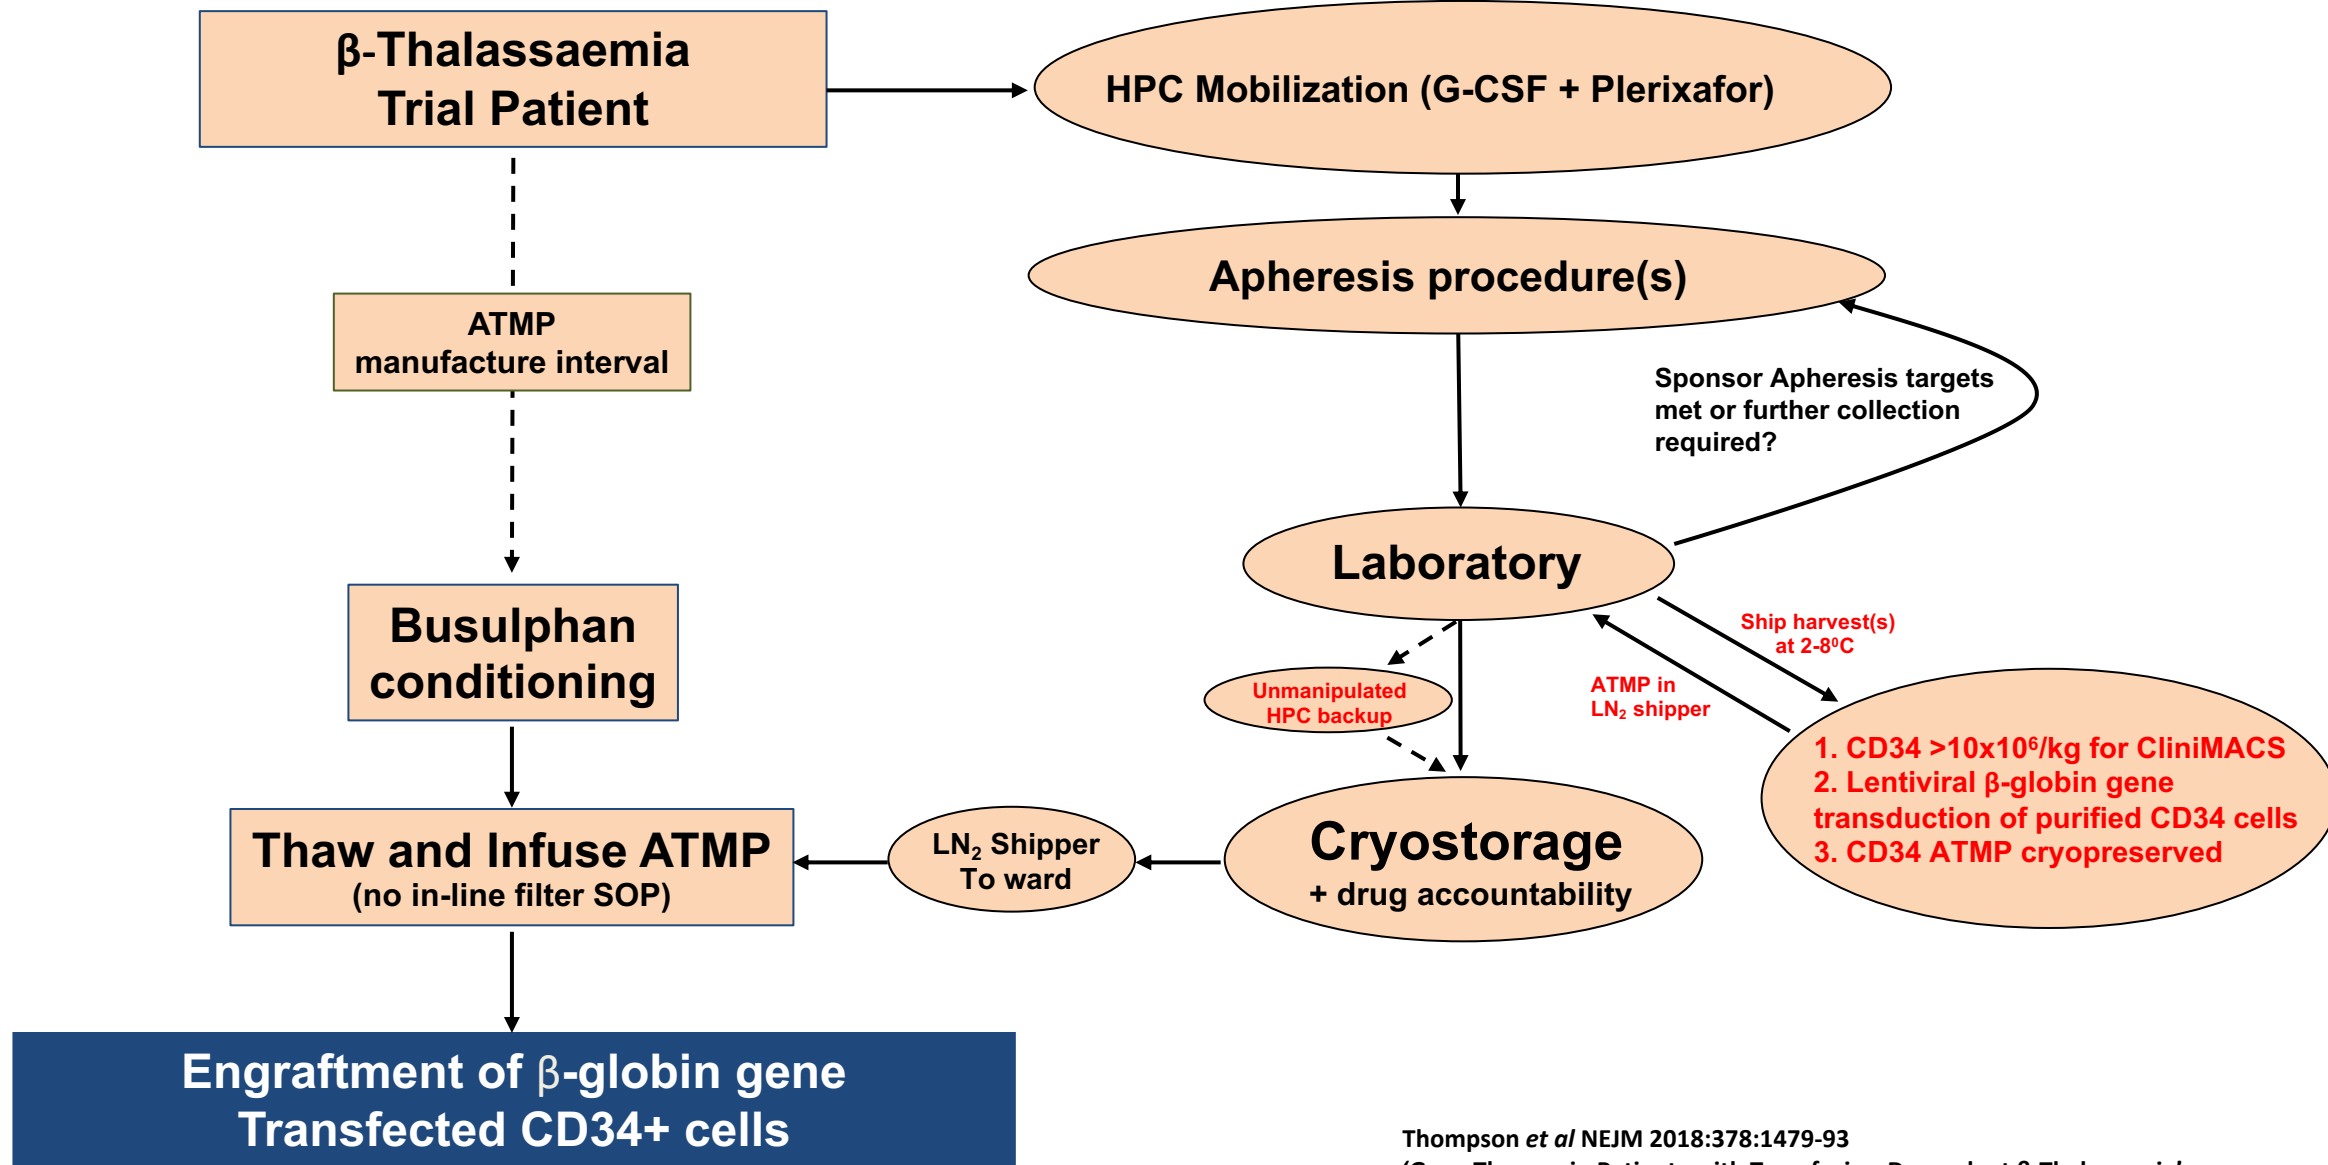 β-Thalassaemia
Trial Patient
HPC Mobilization (G-CSF + Plerixafor)
Apheresis procedure(s)
ATMP
manufacture interval
Sponsor Apheresis targets
met or further collection
required?
Laboratory
Busulphan
conditioning
Ship harvest(s)
at 2-8⁰C
Unmanipulated
HPC backup
ATMP in
LN₂ shipper
1. CD34 >10x10⁶/kg for CliniMACS
2. Lentiviral β-globin gene
transduction of purified CD34 cells
3. CD34 ATMP cryopreserved
Thaw and Infuse ATMP
(no in-line filter SOP)
LN₂ Shipper
To ward
Cryostorage
+ drug accountability
Engraftment of β-globin gene
Transfected CD34+ cells
Thompson et al NEJM 2018:378:1479-93